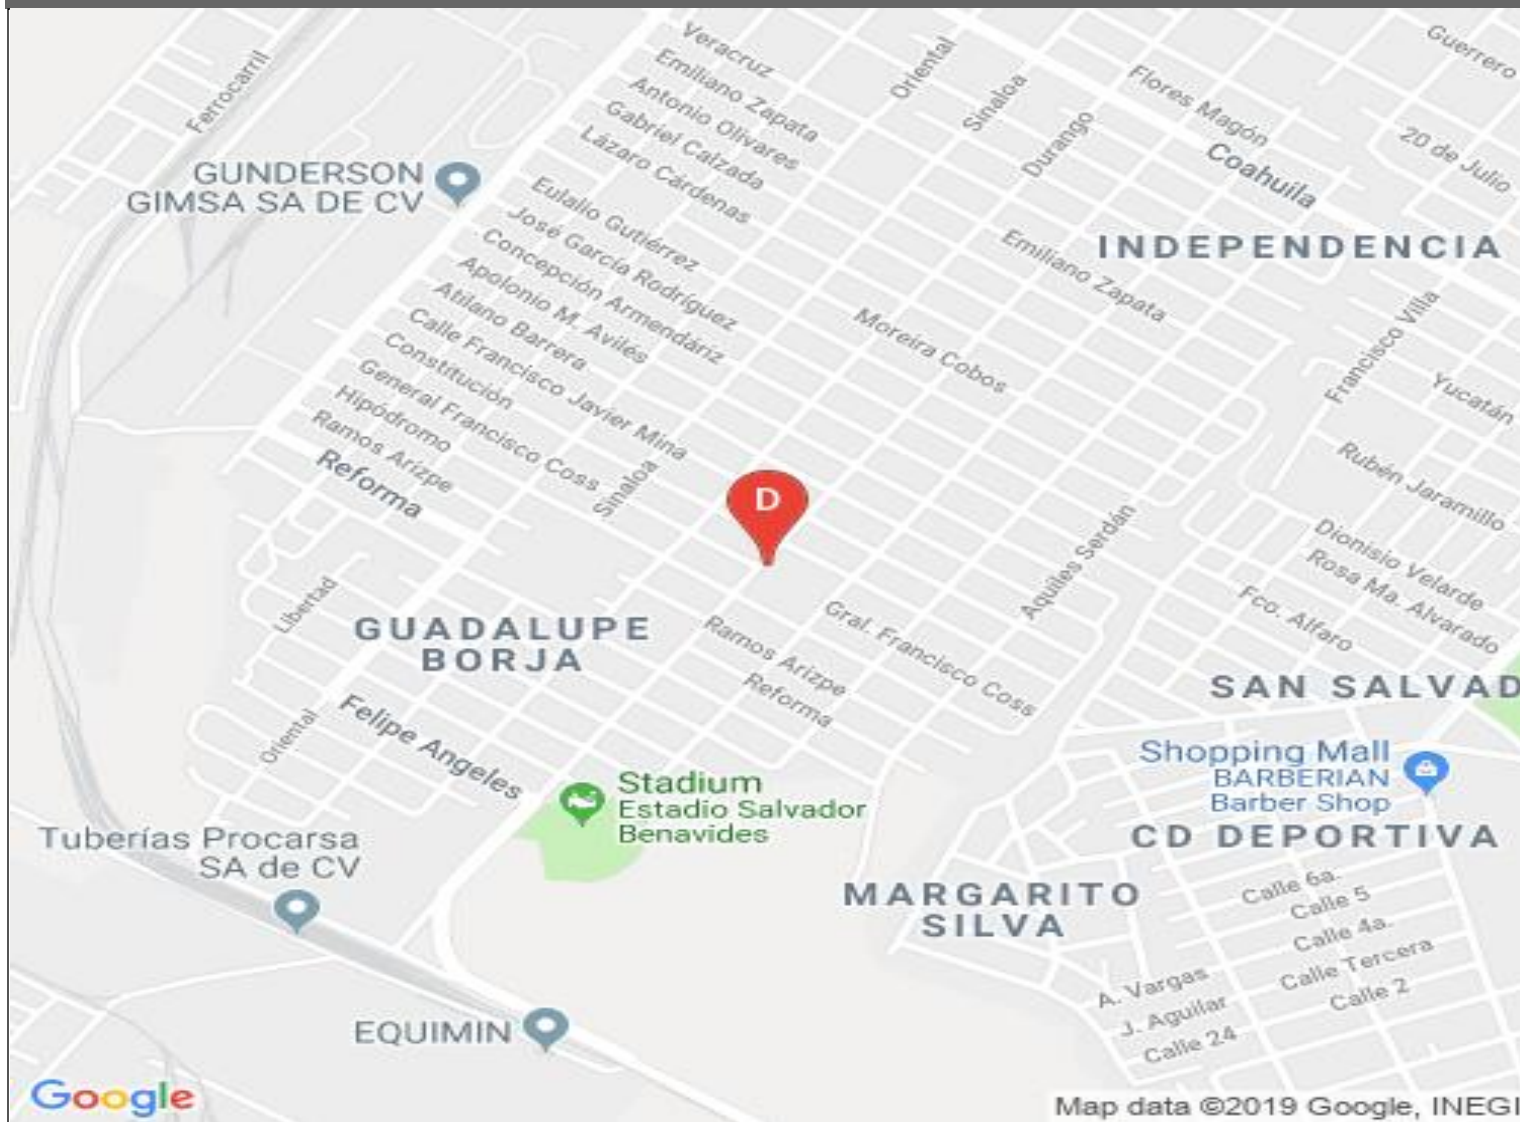 Veracruz
Emiliano Zapata
Antonio Olivares
Gabriel Calzada
Lázaro Cárdenas
Oriental
Sinaloa
Durango
Flores Magón
Coahuila
Guerrero
20 de Julio
Ferrocarril
GUNDERSON
GIMSA SA DE CV
Eulalio Gutiérrez
José García Rodríguez
Concepción Armendáriz
Apolonio M. Avilés
Atilano Barrera
Calle Francisco Javier Mina
Constitución
General Francisco Coss
Hipódromo
Ramos Arizpe
Reforma
Sinaloa
INDEPENDENCIA
Emiliano Zapata
Moreira Cobos
Francisco Villa
Yucatán
Rubén Jaramillo
D
Aquiles Serdán
Dionisio Velarde
Rosa Ma. Alvarado
Fco. Alfaro
Libertad
GUADALUPE
BORJA
Ramos Arizpe
Reforma
Gral. Francisco Coss
SAN SALVAD
Oriental
Felipe Angeles
Stadium
Estadio Salvador
Benavides
Shopping Mall
BARBERIAN
Barber Shop
CD DEPORTIVA
Tuberías Procarsa
SA de CV
MARGARITO
SILVA
Calle 6a.
Calle 5
Calle 4a.
Calle Tercera
Calle 2
A. Vargas
J. Aguilar
Calle 24
EQUIMIN
Google
Map data ©2019 Google, INEGI